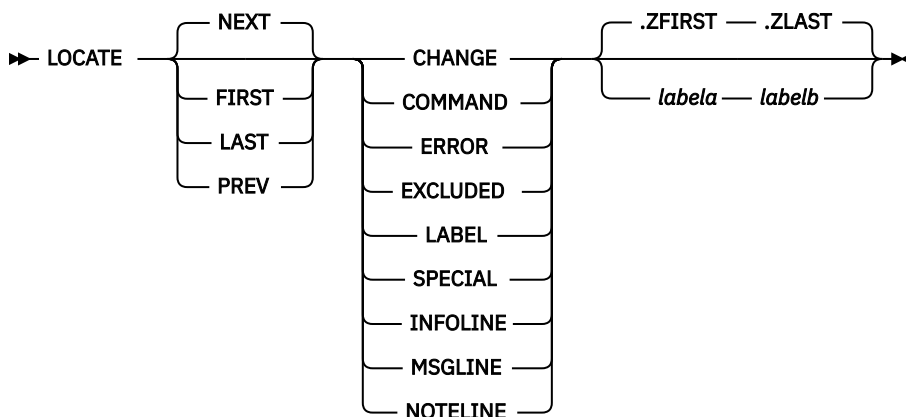 NEXT .ZFIRST .ZLAST
LOCATE CHANGE
FIRST COMMAND labela labelb
LAST ERROR
PREV EXCLUDED
LABEL
SPECIAL
INFOLINE
MSGLINE
NOTELINE